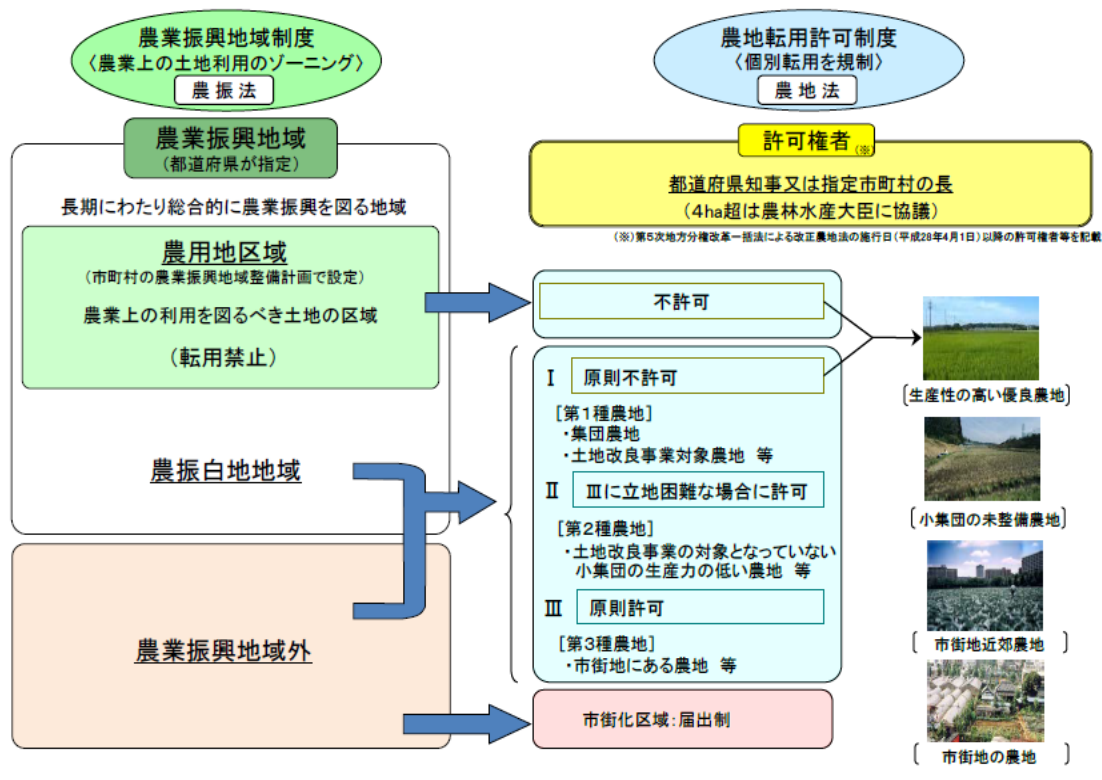 農業振興地域制度
〈農業上の土地利用のゾーニング〉
農振法
農業振興地域
(都道府県が指定)
長期にわたり総合的に農業振興を図る地域
農用地区域
(市町村の農業振興地域整備計画で設定)
農業上の利用を図るべき土地の区域
(転用禁止)
農振白地地域
農業振興地域外
農地転用許可制度
〈個別転用を規制〉
農地法
許可権者(※)
都道府県知事又は指定市町村の長
(4ha超は農林水産大臣に協議)
(※)第5次地方分権改革一括法による改正農地法の施行日(平成28年4月1日)以降の許可権者等を記載
不許可
Ⅰ 原則不許可
[第1種農地]
・集団農地
・土地改良事業対象農地 等
Ⅱ Ⅲに立地困難な場合に許可
[第2種農地]
・土地改良事業の対象となっていない
小集団の生産力の低い農地 等
Ⅲ 原則許可
[第3種農地]
・市街地にある農地 等
市街化区域:届出制
〔生産性の高い優良農地〕
〔小集団の未整備農地〕
〔市街地近郊農地〕
〔市街地の農地〕